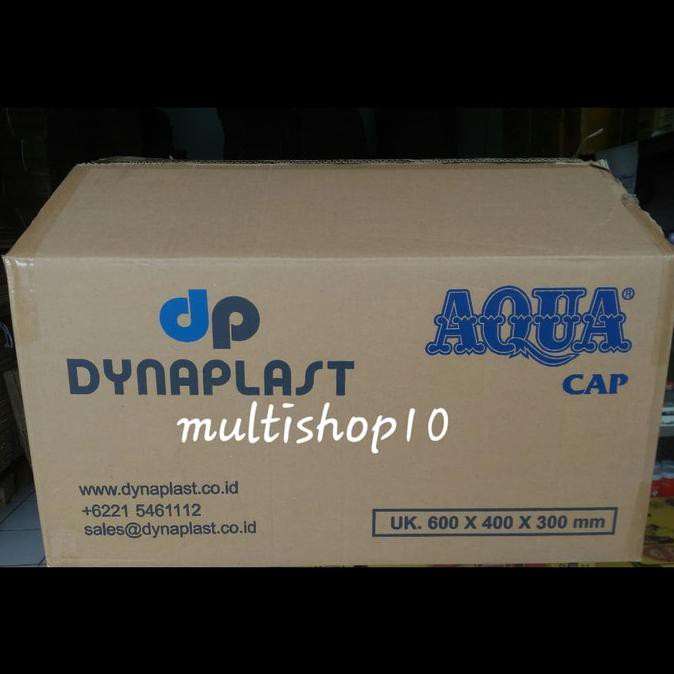 dp
DYNAPLAST
AQUA®
CAP
multishop10
www.dynaplast.co.id
+6221 5461112
sales@dynaplast.co.id
UK. 600 X 400 X 300 mm